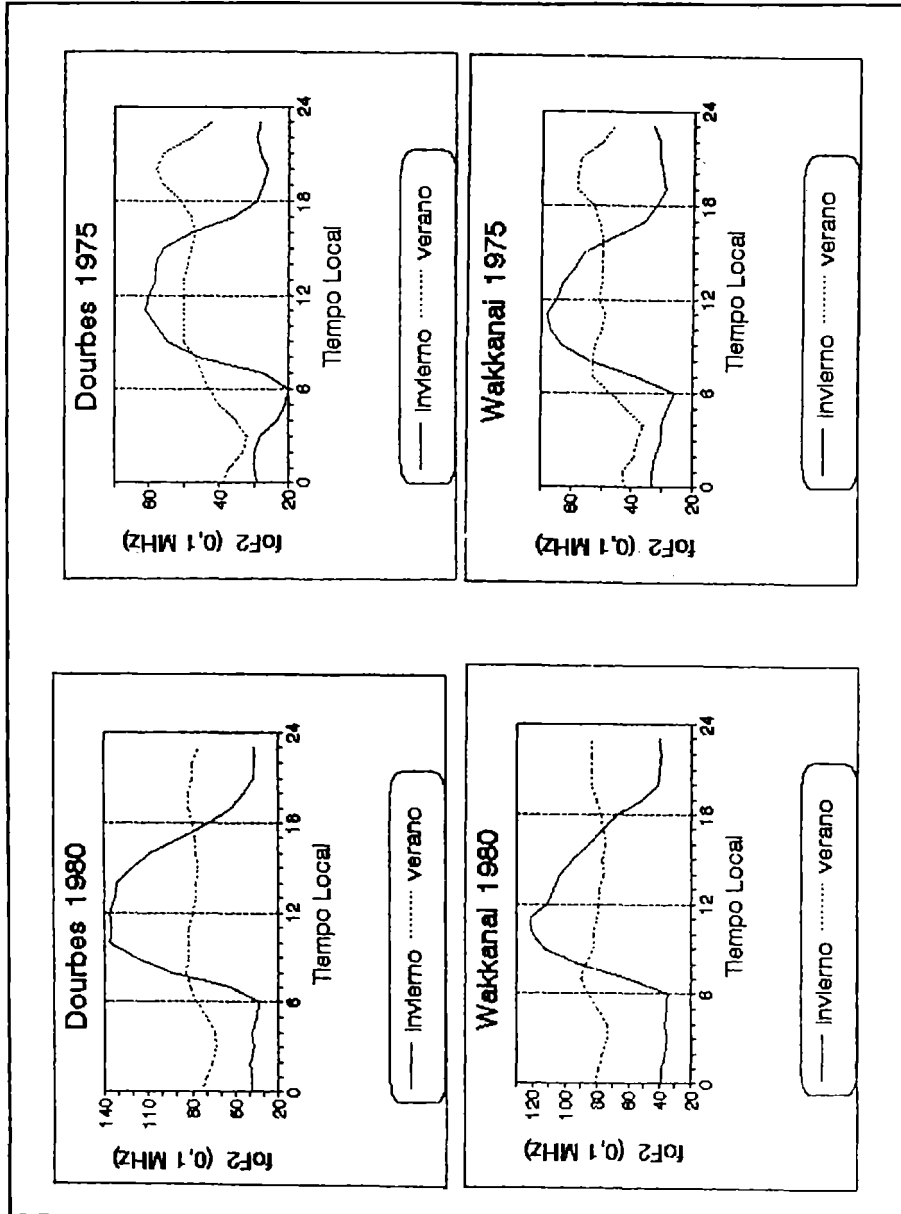 Dourbes 1980
foF2 (0,1 MHz)
140
110
80
50
20
0 6 12 18 24
Tiempo Local
invierno verano
Dourbes 1975
foF2 (0,1 MHz)
60
40
20
0 6 12 18 24
Tiempo Local
invierno verano
Wakkanai 1980
foF2 (0,1 MHz)
120
100
80
60
40
20
0 6 12 18 24
Tiempo Local
invierno verano
Wakkanai 1975
foF2 (0,1 MHz)
60
40
20
0 6 12 18 24
Tiempo Local
invierno verano